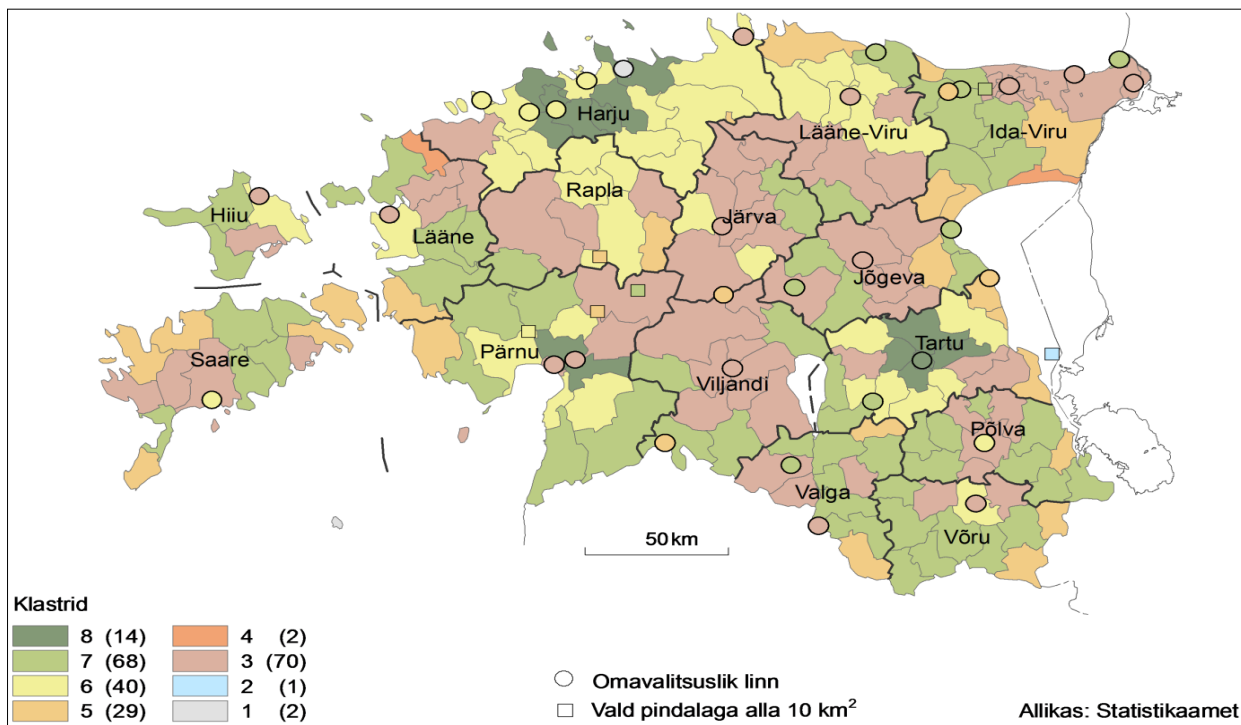 Harju
Lääne-Viru
Ida-Viru
Rapla
Hiiu
Järva
Lääne
Jõgeva
Saare
Pärnu
Tartu
Viljandi
Põlva
Valga
Võru
50 km
Klastrid
8 (14)
7 (68)
6 (40)
5 (29)
4 (2)
3 (70)
2 (1)
1 (2)
Omavalitsuslik linn
Vald pindalaga alla 10 km²
Allikas: Statistikaamet